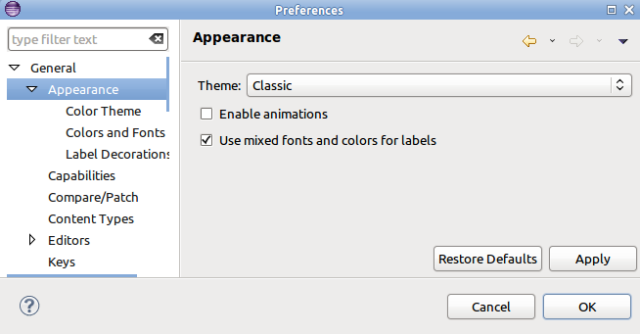 Preferences
type filter text
General
Appearance
Color Theme
Colors and Fonts
Label Decorations
Capabilities
Compare/Patch
Content Types
Editors
Keys
Appearance
Theme: Classic
Enable animations
Use mixed fonts and colors for labels
Restore Defaults Apply
? Cancel OK